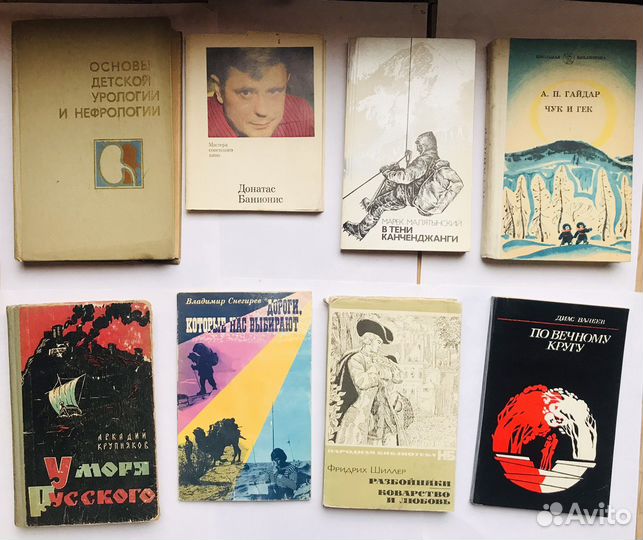 ОСНОВЫ
ДЕТСКОЙ
УРОЛОГИИ
И НЕФРОЛОГИИ
Мастера
советского
кино
Донатас
Банионис
МАРЕК МАЛЯТЫНСКИЙ
В ТЕНИ
КАНЧЕНДЖАНГИ
ШКОЛЬНАЯ БИБЛИОТЕКА
А. П. ГАЙДАР
ЧУК И ГЕК
АРКАДИЙ
КРУПНЯКОВ
У МОРЯ
РУССКОГО
Владимир Снегирев
ДОРОГИ,
КОТОРЫЕ НАС ВЫБИРАЮТ
НАРОДНАЯ БИБЛИОТЕКА НБ
ФРИДРИХ ШИЛЛЕР
РАЗБОЙНИКИ
КОВАРСТВО
И ЛЮБОВЬ
ДИАС ВАЛЕЕВ
ПО ВЕЧНОМУ
КРУГУ
Avito